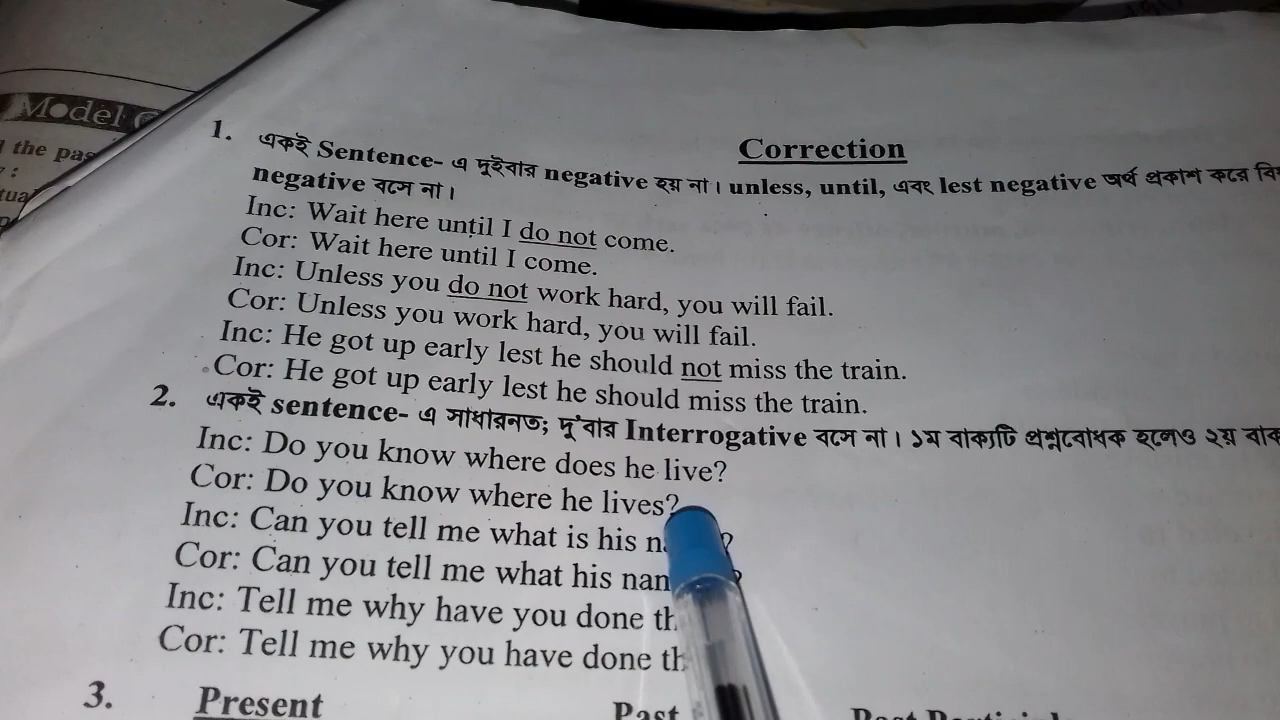 Model
the pas
Correction
1. একই Sentence- এ দুইবার negative হয় না। unless, until, এবং lest negative অর্থ প্রকাশ করে
negative বসে না।
Inc: Wait here until I do not come.
Cor: Wait here until I come.
Inc: Unless you do not work hard, you will fail.
Cor: Unless you work hard, you will fail.
Inc: He got up early lest he should not miss the train.
Cor: He got up early lest he should miss the train.
2. একই sentence- এ সাধারনত; দু'বার Interrogative বসে না। ১ম বাক্যটি প্রশ্নবোধক হলেও ২য়
Inc: Do you know where does he live?
Cor: Do you know where he lives?
Inc: Can you tell me what is his ?
Cor: Can you tell me what his ?
Inc: Tell me why have you done
Cor: Tell me why you have done
3. Present Past